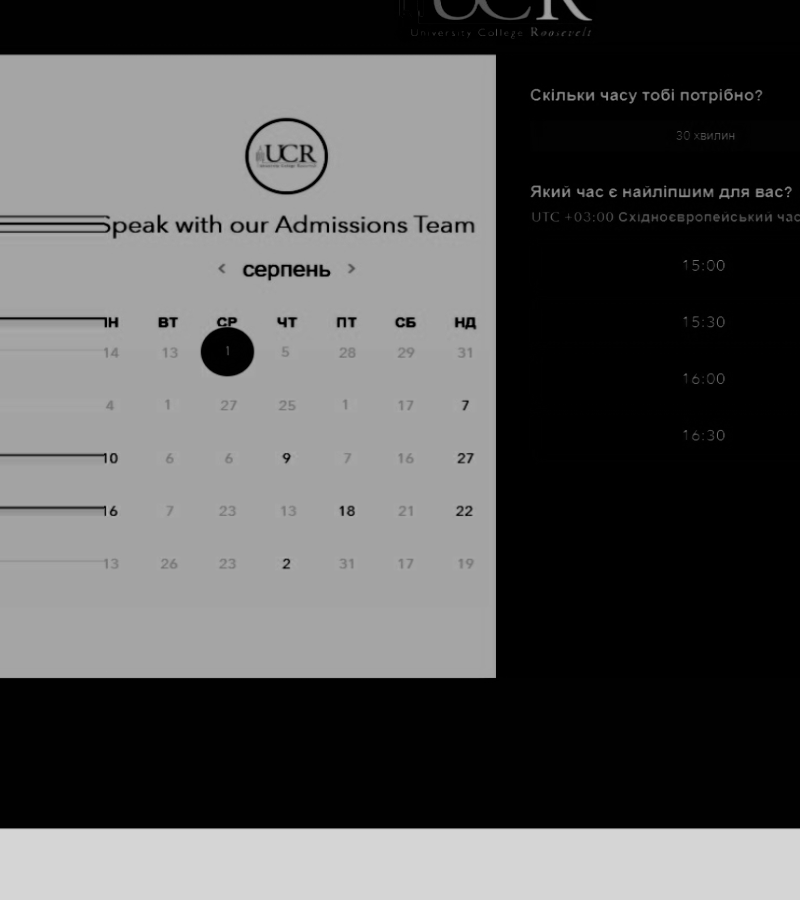 UCR
University College Roosevelt
UCR
Speak with our Admissions Team
серпень
ПН ВТ СР ЧТ ПТ СБ НД
14 13 1 5 28 29 31
4 1 27 25 1 17 7
10 6 6 9 7 16 27
16 7 23 13 18 21 22
13 26 23 2 31 17 19
Скільки часу тобі потрібно?
30 хвилин
Який час є найліпшим для вас?
UTC +03:00 Східноєвропейський час
15:00
15:30
16:00
16:30